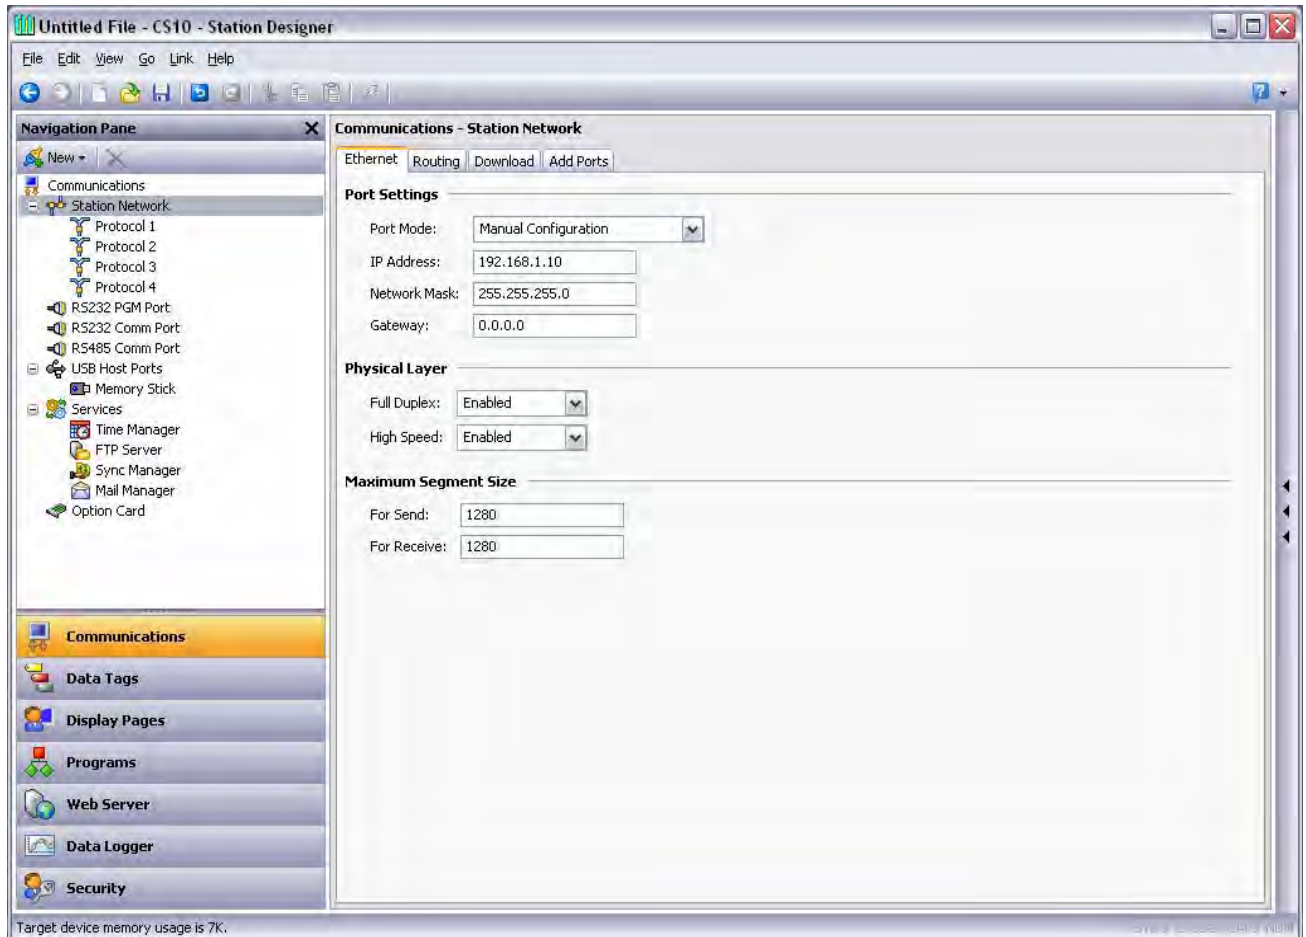 Untitled File - CS10 - Station Designer
File Edit View Go Link Help
Navigation Pane
New
Communications
Station Network
Protocol 1
Protocol 2
Protocol 3
Protocol 4
RS232 PGM Port
RS232 Comm Port
RS485 Comm Port
USB Host Ports
Memory Stick
Services
Time Manager
FTP Server
Sync Manager
Mail Manager
Option Card
Communications
Data Tags
Display Pages
Programs
Web Server
Data Logger
Security
Communications - Station Network
Ethernet Routing Download Add Ports
Port Settings
Port Mode: Manual Configuration
IP Address: 192.168.1.10
Network Mask: 255.255.255.0
Gateway: 0.0.0.0
Physical Layer
Full Duplex: Enabled
High Speed: Enabled
Maximum Segment Size
For Send: 1280
For Receive: 1280
Target device memory usage is 7K.